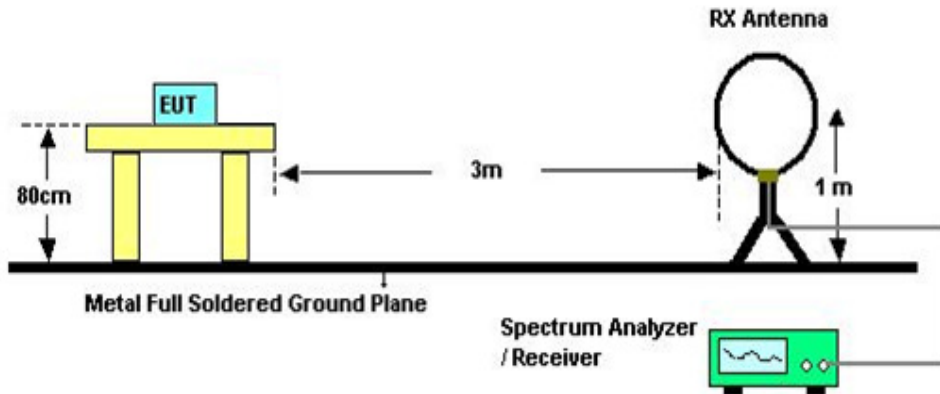 RX Antenna
EUT
3m
80cm
1 m
Metal Full Soldered Ground Plane
Spectrum Analyzer
/ Receiver